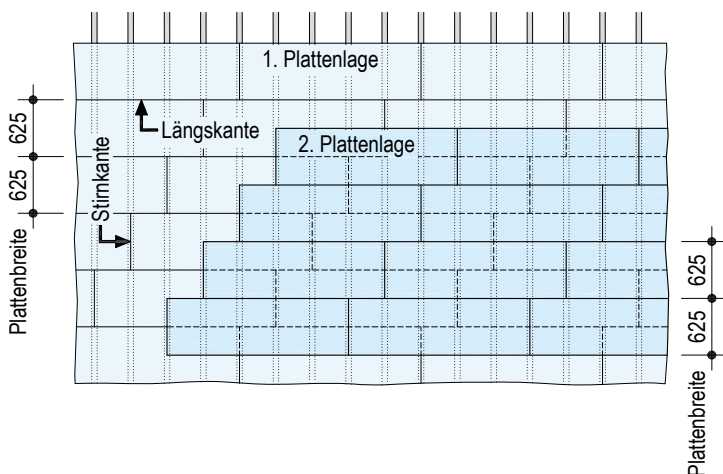 1. Plattenlage
Längskante
2. Plattenlage
Stirnkante
625
625
Plattenbreite
625
625
Plattenbreite